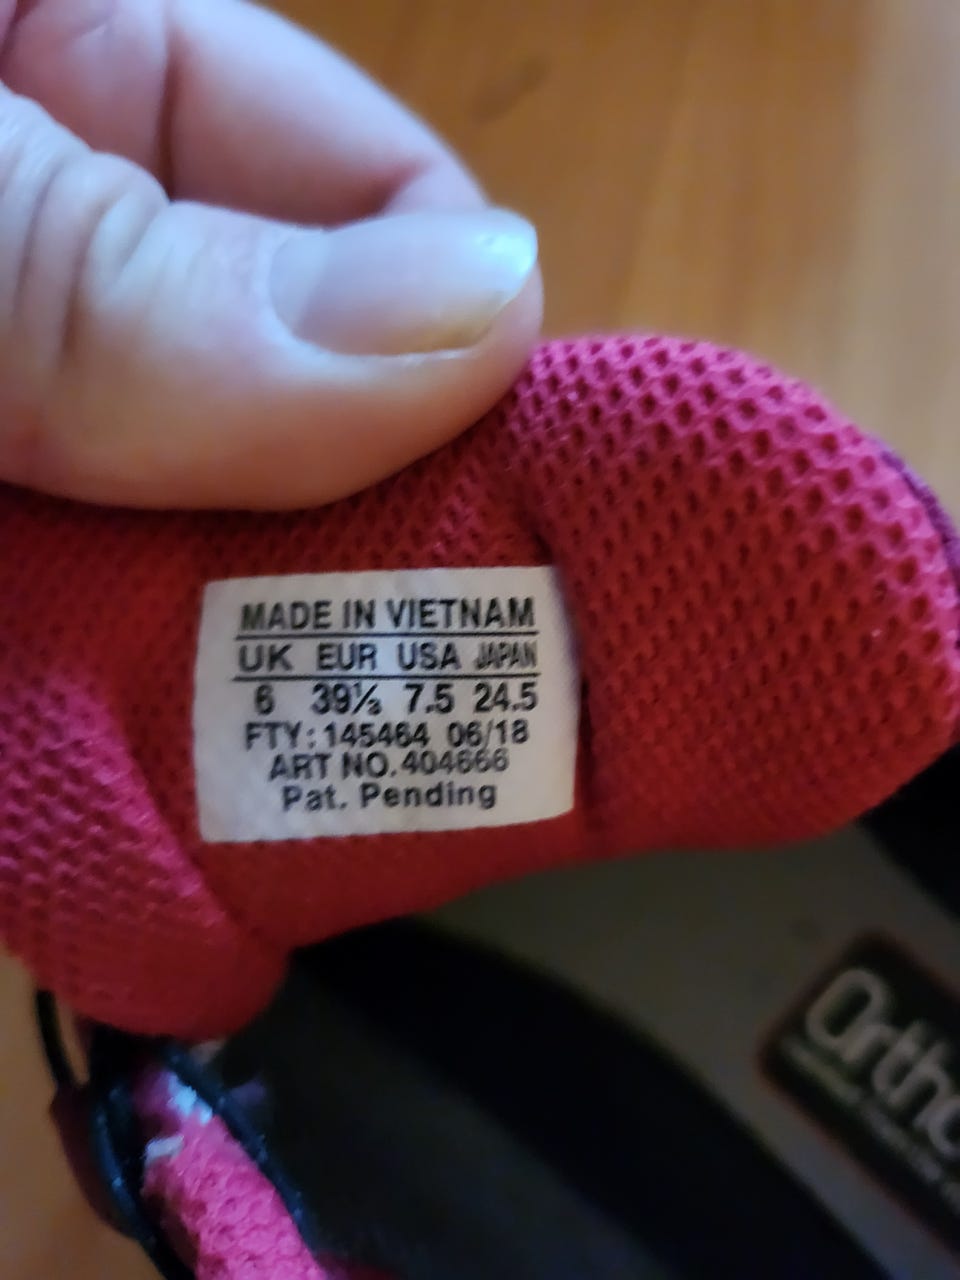 MADE IN VIETNAM
UK EUR USA JAPAN
6 39⅓ 7.5 24.5
FTY: 145464 06/18
ART NO. 404666
Pat. Pending
Ortho